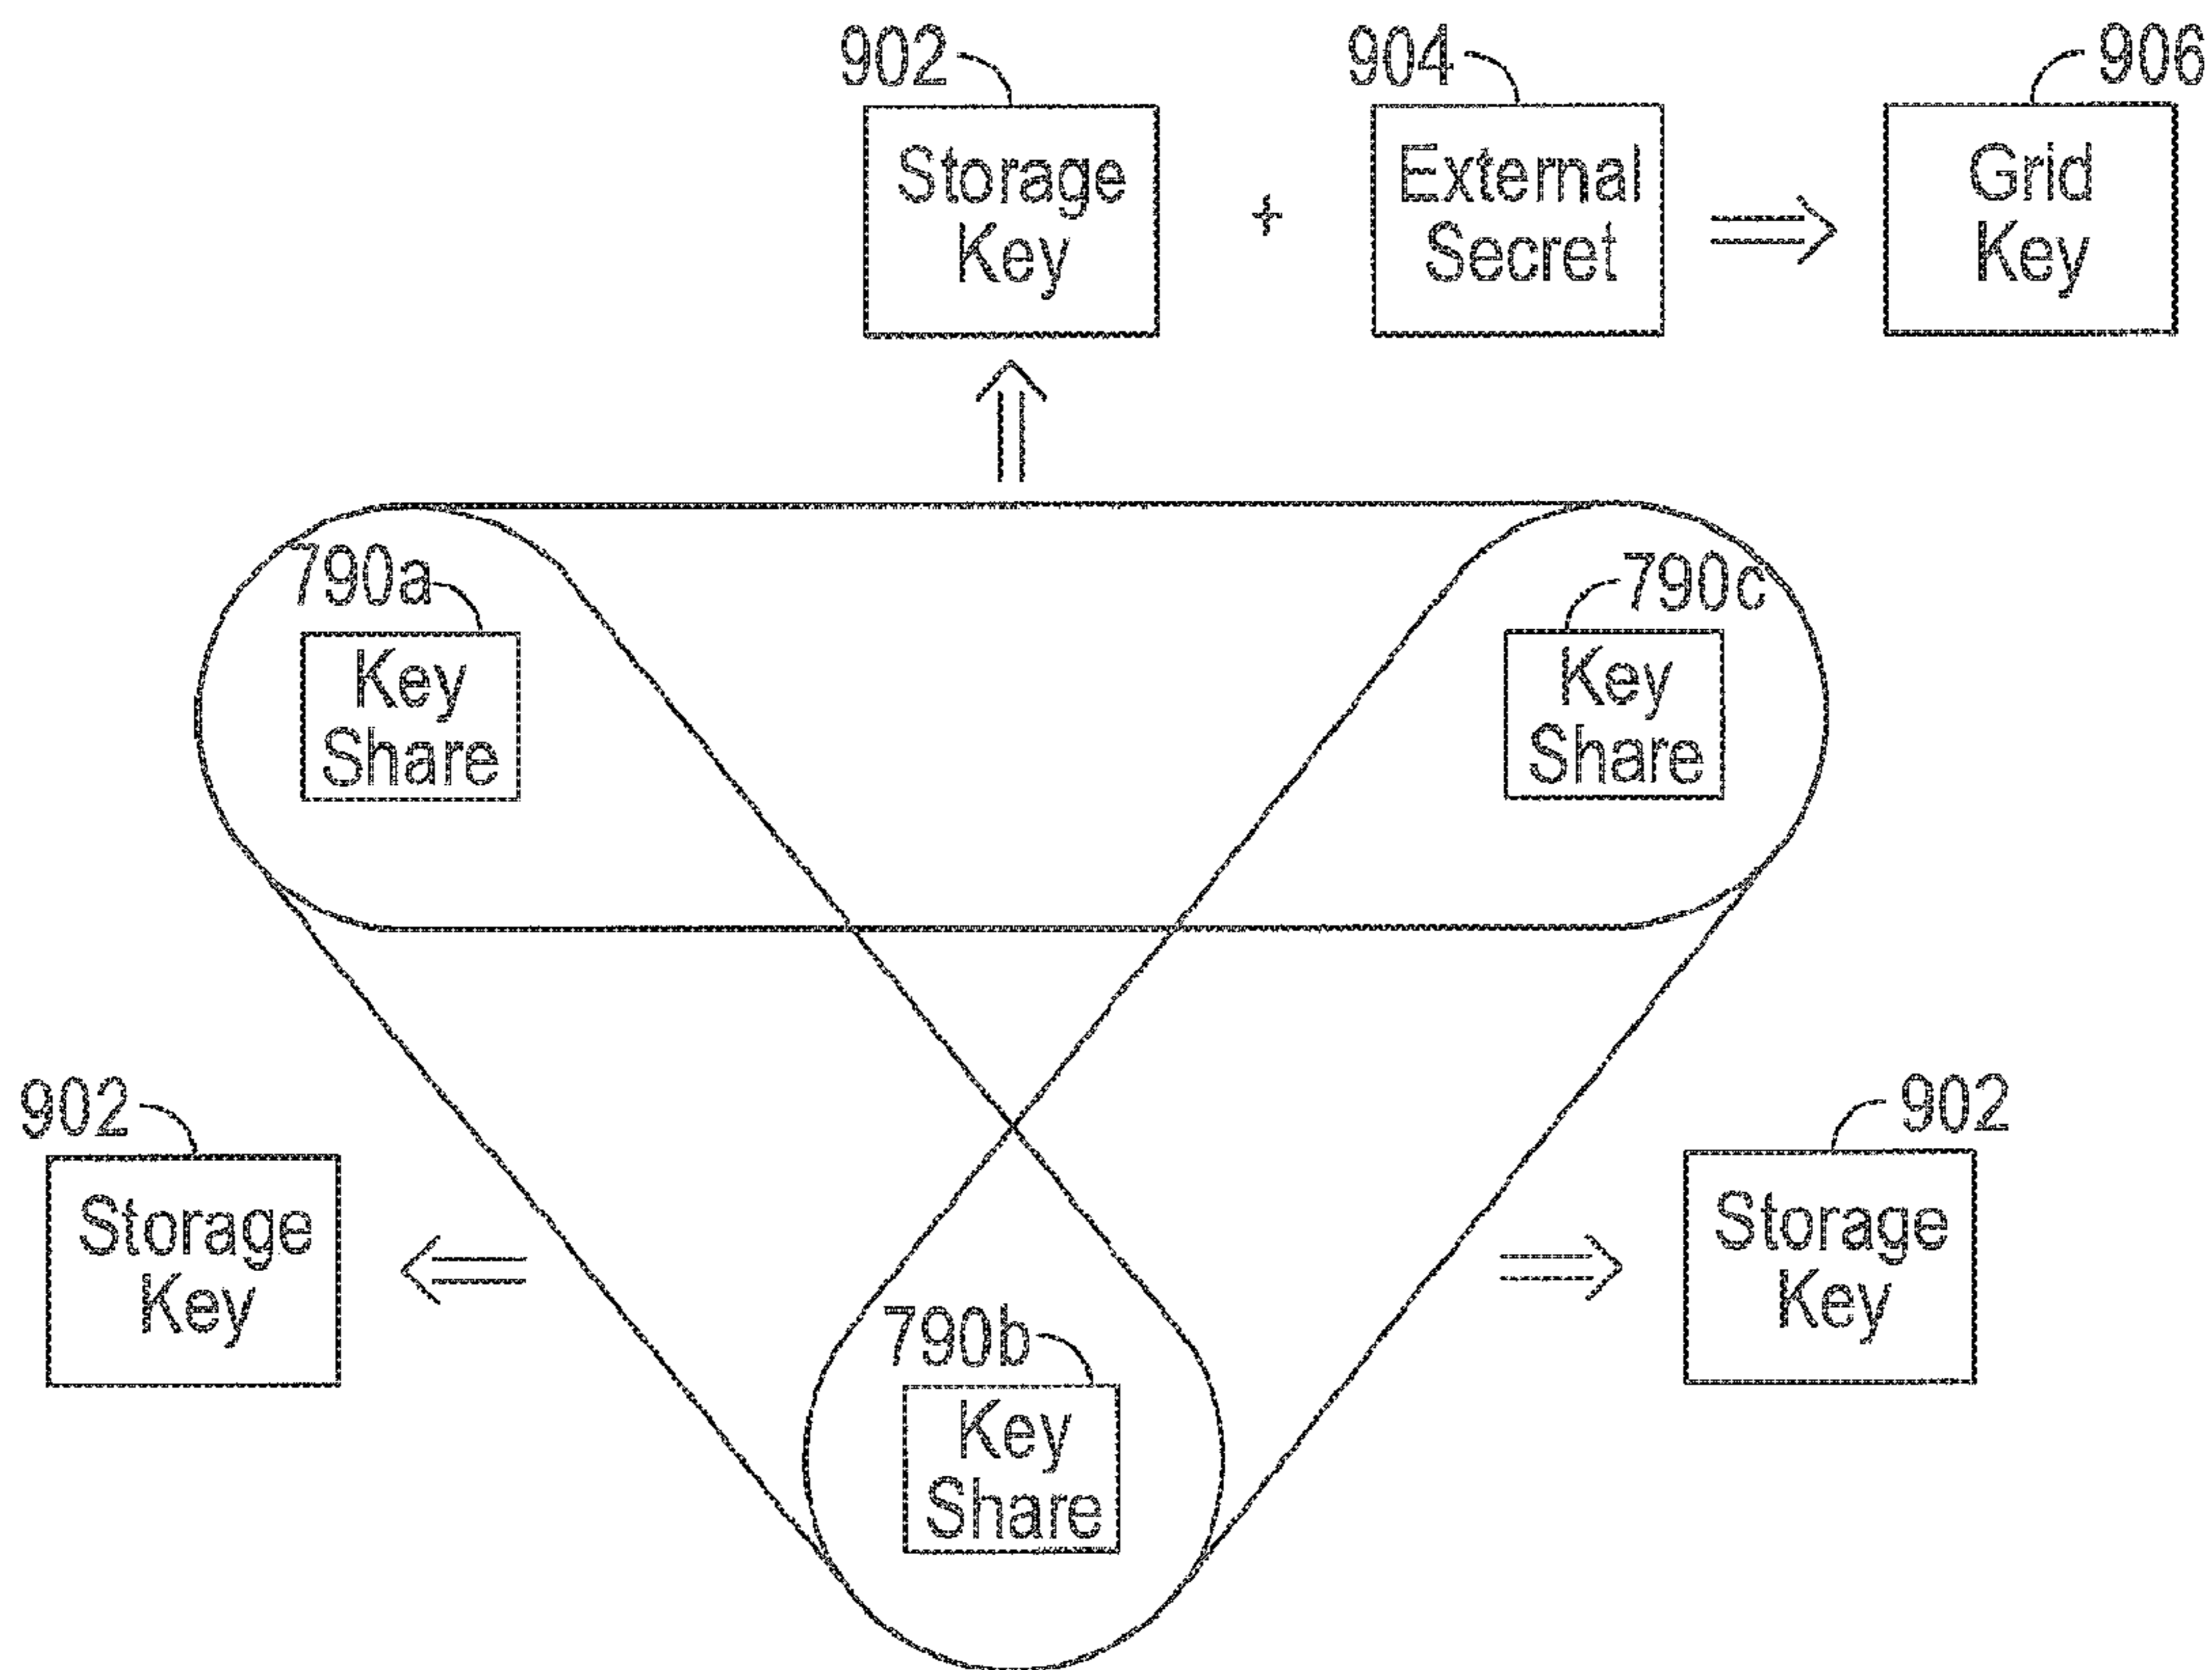 902
904
906
Storage
Key
+
External
Secret
Grid
Key
790a
Key
Share
790c
Key
Share
902
Storage
Key
902
Storage
Key
790b
Key
Share